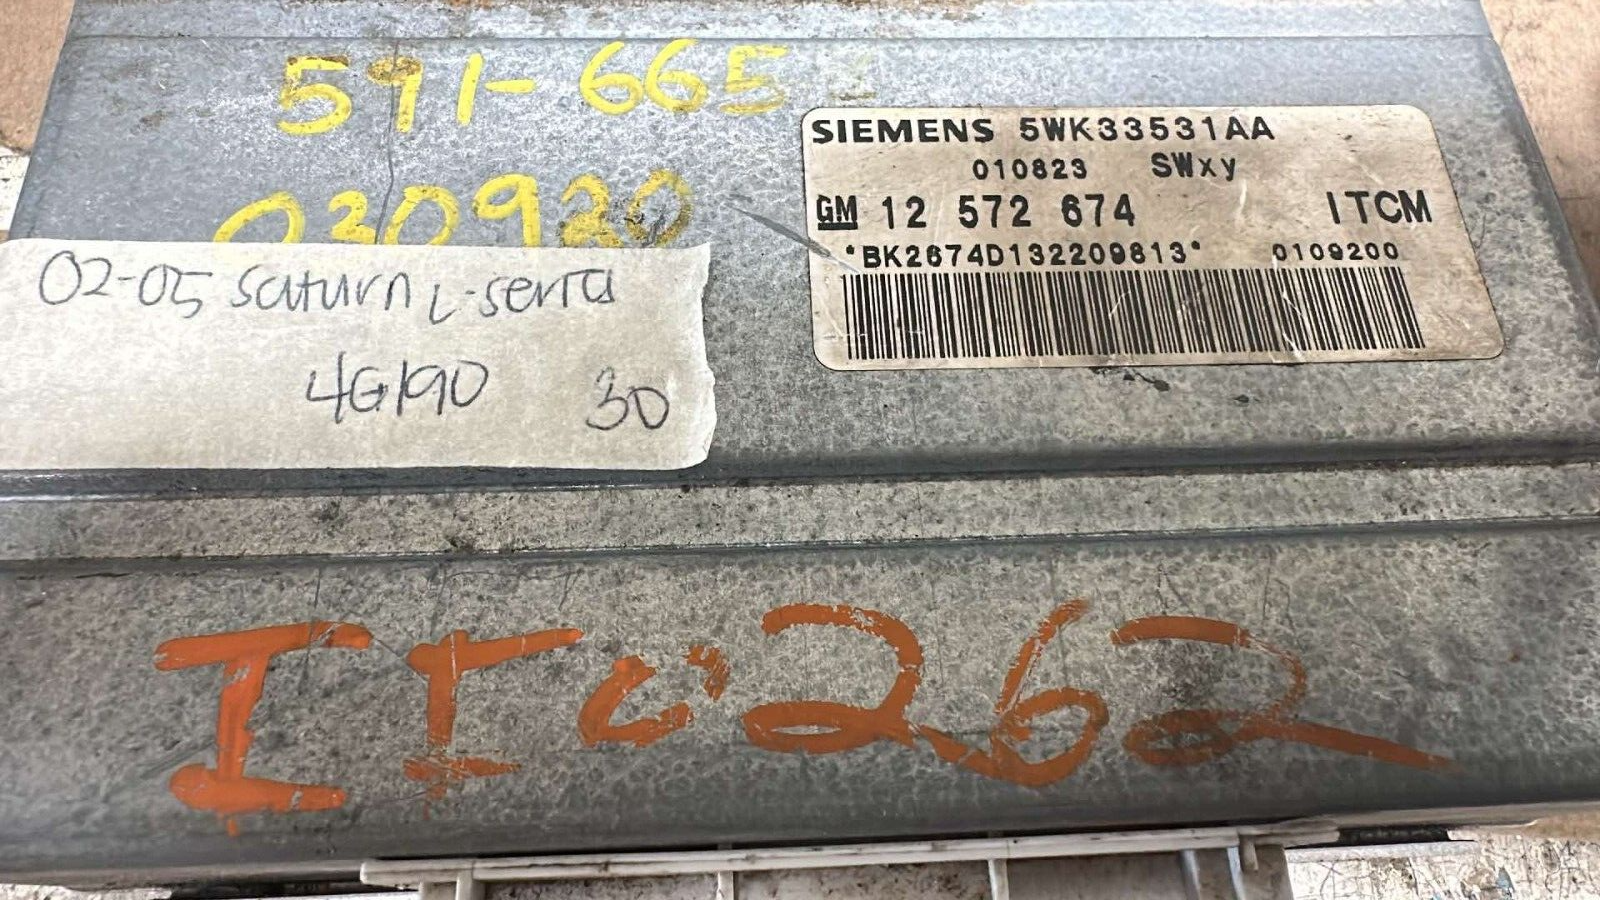 591-665
030920
SIEMENS 5WK33531AA
010823 SWxy
GM 12 572 674 ITCM
*BK2674D132209813* 0109200
02-05 Saturn L-Series
4G190 30
IIC262